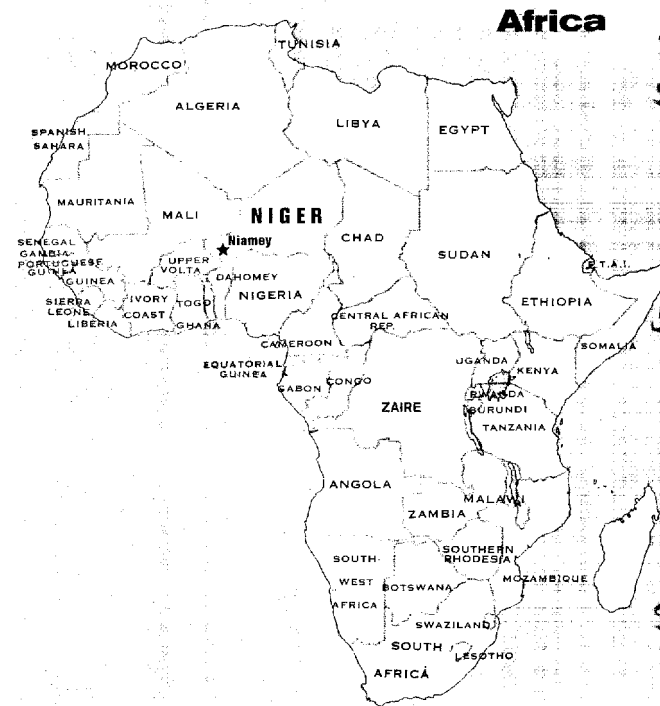 Africa
TUNISIA
MOROCCO
ALGERIA
LIBYA
EGYPT
SPANISH
SAHARA
MAURITANIA
MALI
NIGER
Niamey
CHAD
SUDAN
SENEGAL
GAMBIA
PORTUGUESE
GUINEA
GUINEA
UPPER
VOLTA
DAHOMEY
NIGERIA
F.T.A.I.
ETHIOPIA
SIERRA
LEONE
LIBERIA
IVORY
COAST
TOGO
GHANA
CENTRAL AFRICAN
REP.
CAMEROON
SOMALIA
EQUATORIAL
GUINEA
GABON
CONGO
UGANDA
KENYA
ZAIRE
RWANDA
BURUNDI
TANZANIA
ANGOLA
MALAWI
ZAMBIA
SOUTHERN
RHODESIA
SOUTH
WEST
AFRICA
BOTSWANA
MOZAMBIQUE
SWAZILAND
SOUTH
AFRICA
LESOTHO